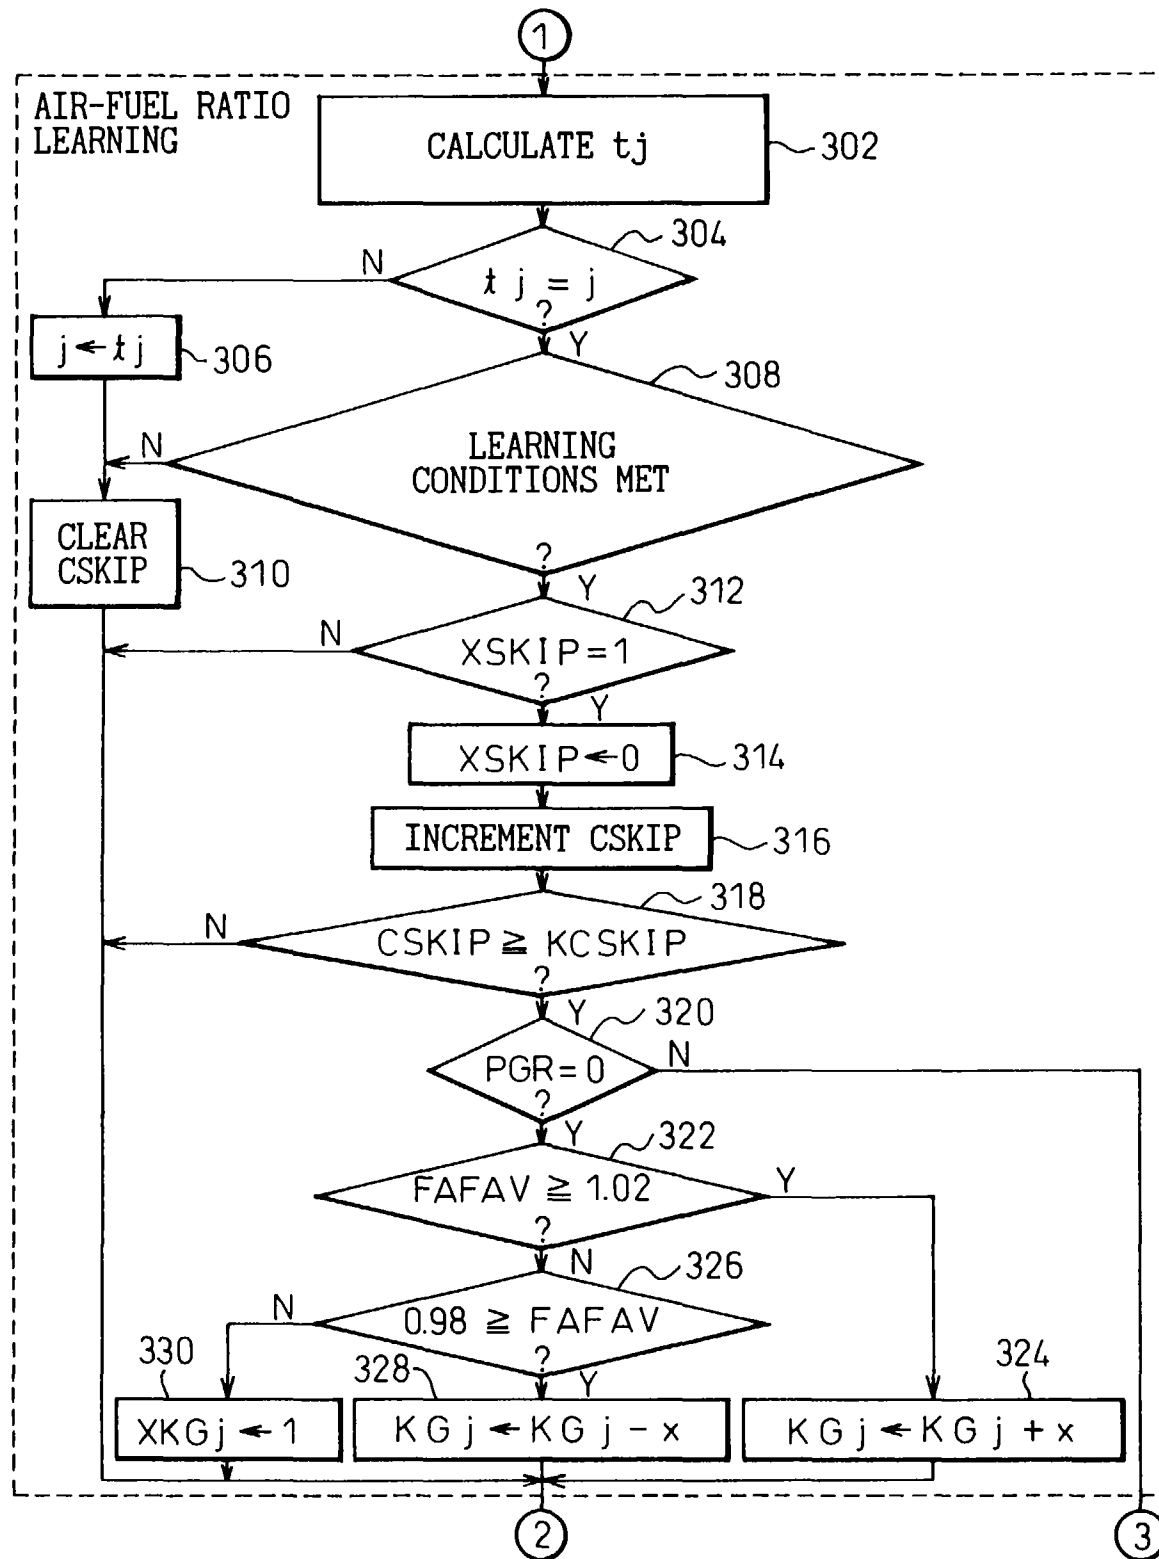 1
AIR-FUEL RATIO
LEARNING
CALCULATE tj
302
304
N
tj = j
?
Y
j ← tj
306
308
N
LEARNING
CONDITIONS MET
?
Y
CLEAR
CSKIP
310
312
N
XSKIP=1
?
Y
XSKIP ← 0
314
INCREMENT CSKIP
316
318
N
CSKIP ≧ KCSKIP
?
Y
320
PGR=0
N
?
Y
322
FAFAV ≧ 1.02
Y
?
N
326
N
0.98 ≧ FAFAV
?
Y
330
328
324
XKGj ← 1
KGj ← KGj - x
KGj ← KGj + x
2
3